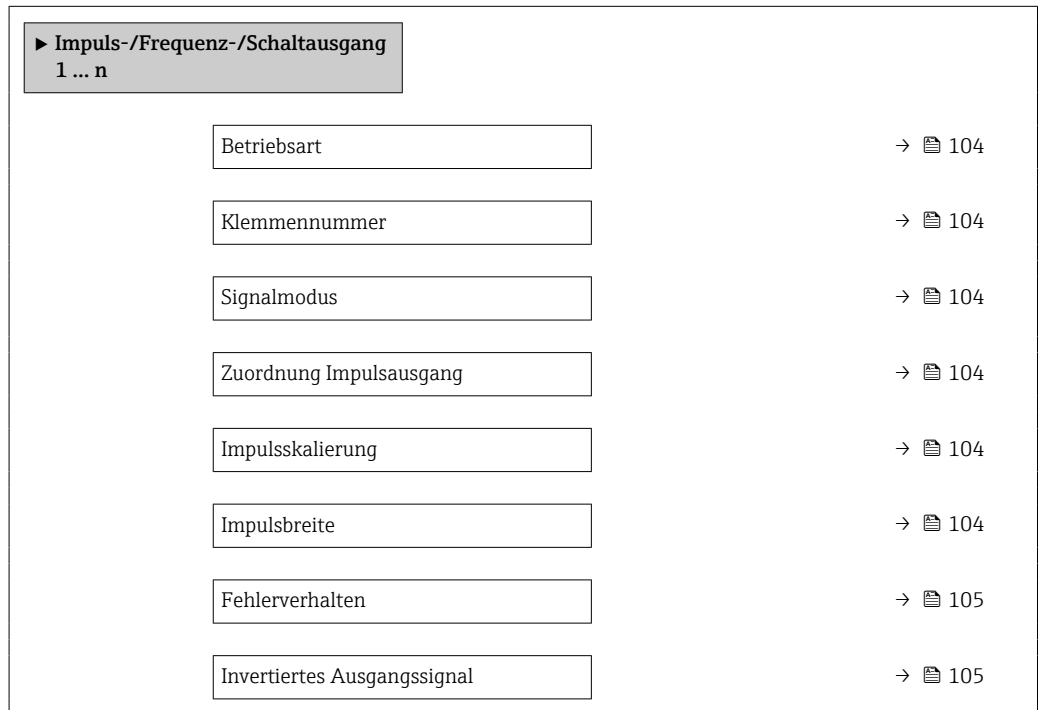 ► Impuls-/Frequenz-/Schaltausgang
1 ... n
Betriebsart → 104
Klemmennummer → 104
Signalmodus → 104
Zuordnung Impulsausgang → 104
Impulsskalierung → 104
Impulsbreite → 104
Fehlerverhalten → 105
Invertiertes Ausgangssignal → 105